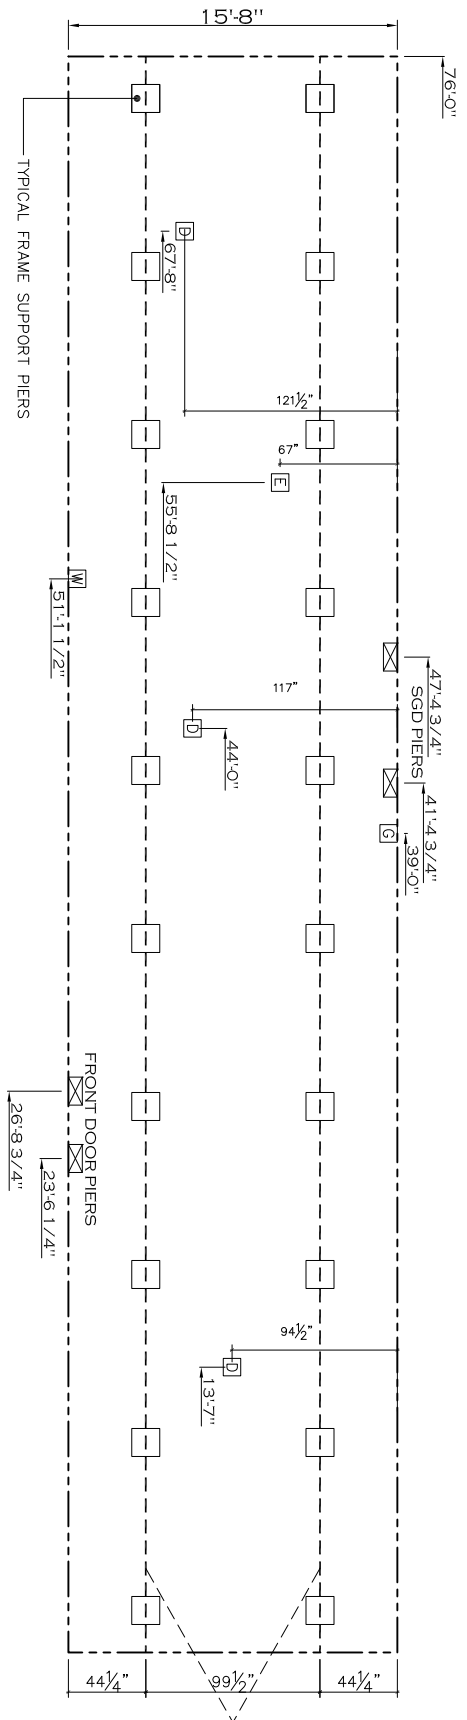 15'-8"
76'-0"
TYPICAL FRAME SUPPORT PIERS
D
67'-8"
121½"
67"
E
55'-8 1/2"
W
51'-1 1/2"
47'-4 3/4"
SGD PIERS
41'-4 3/4"
117"
D
44'-0"
G
39'-0"
FRONT DOOR PIERS
26'-8 3/4"
23'-6 1/4"
94½"
D
13'-7"
44¼"
99½"
44¼"